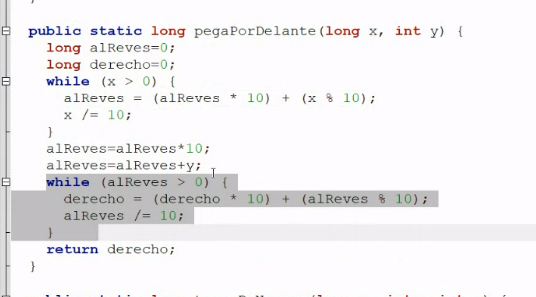 }
public static long pegaPorDelante(long x, int y) {
long alReves=0;
long derecho=0;
while (x > 0) {
alReves = (alReves * 10) + (x % 10);
x /= 10;
}
alReves=alReves*10;
alReves=alReves+y;
while (alReves > 0) {
derecho = (derecho * 10) + (alReves % 10);
alReves /= 10;
}
return derecho;
}